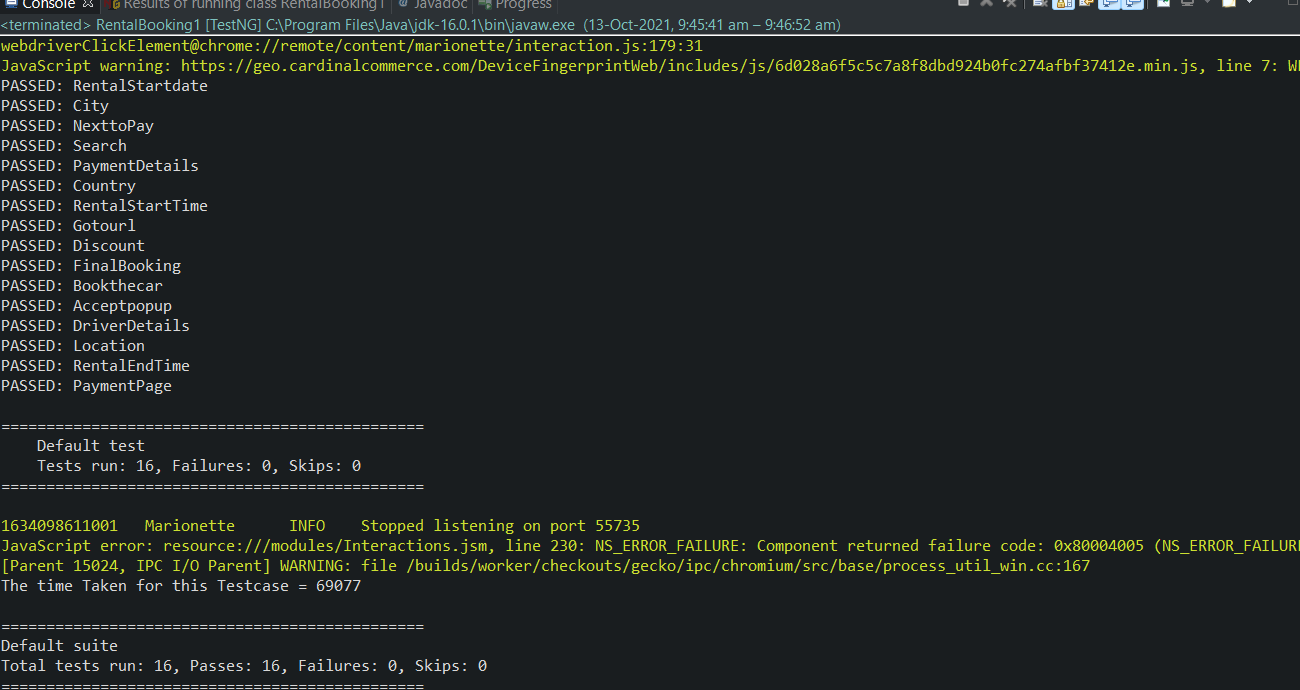 Console Results of running class RentalBooking1 Javadoc Progress
<terminated> RentalBooking1 [TestNG] C:\Program Files\Java\jdk-16.0.1\bin\javaw.exe (13-Oct-2021, 9:45:41 am – 9:46:52 am)
webdriverClickElement@chrome://remote/content/marionette/interaction.js:179:31
JavaScript warning: https://geo.cardinalcommerce.com/DeviceFingerprintWeb/includes/js/6d028a6f5c5c7a8f8dbd924b0fc274afbf37412e.min.js, line 7:
PASSED: RentalStartdate
PASSED: City
PASSED: NexttoPay
PASSED: Search
PASSED: PaymentDetails
PASSED: Country
PASSED: RentalStartTime
PASSED: Gotourl
PASSED: Discount
PASSED: FinalBooking
PASSED: Bookthecar
PASSED: Acceptpopup
PASSED: DriverDetails
PASSED: Location
PASSED: RentalEndTime
PASSED: PaymentPage
===============================================
Default test
Tests run: 16, Failures: 0, Skips: 0
===============================================
1634098611001 Marionette INFO Stopped listening on port 55735
JavaScript error: resource:///modules/Interactions.jsm, line 230: NS_ERROR_FAILURE: Component returned failure code: 0x80004005 (NS_ERROR_FAILUR
[Parent 15024, IPC I/O Parent] WARNING: file /builds/worker/checkouts/gecko/ipc/chromium/src/base/process_util_win.cc:167
The time Taken for this Testcase = 69077
===============================================
Default suite
Total tests run: 16, Passes: 16, Failures: 0, Skips: 0
===============================================